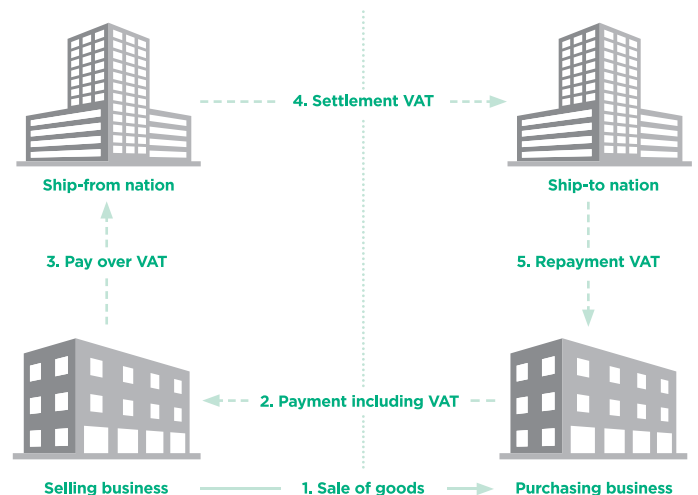 4. Settlement VAT
Ship-from nation
Ship-to nation
3. Pay over VAT
5. Repayment VAT
2. Payment including VAT
Selling business
1. Sale of goods
Purchasing business